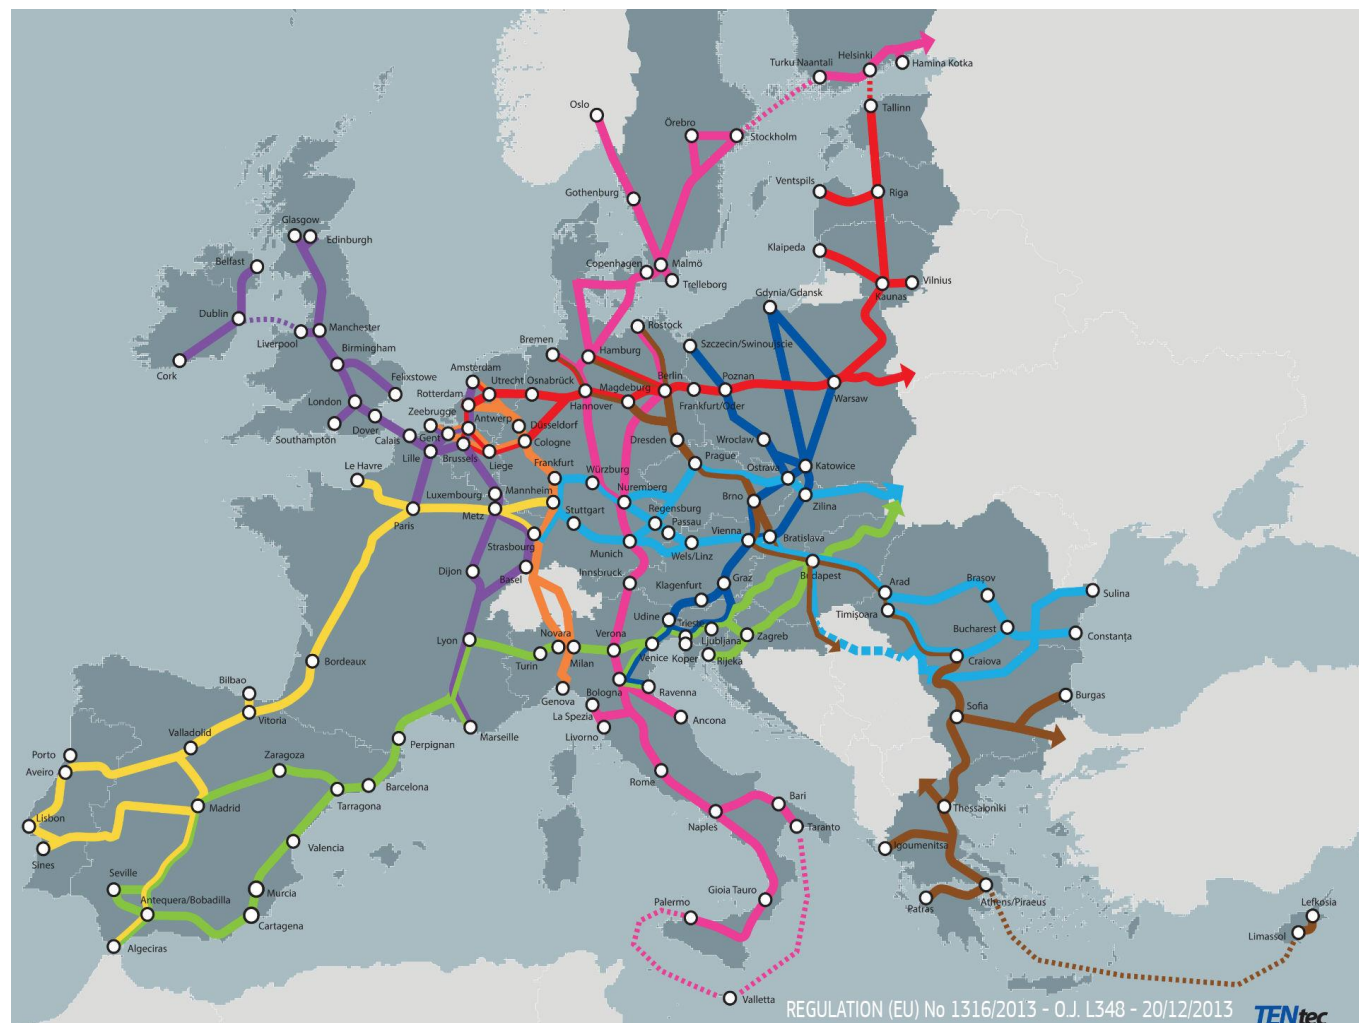 Helsinki
Turku Naantali
Hamina Kotka
Oslo
Tallinn
Örebro
Stockholm
Ventspils
Riga
Gothenburg
Glasgow
Edinburgh
Klaipeda
Belfast
Copenhagen
Malmö
Trelleborg
Vilnius
Kaunas
Gdynia/Gdansk
Dublin
Manchester
Liverpool
Rostock
Bremen
Szczecin/Swinoujscie
Birmingham
Hamburg
Cork
Felixstowe
Amsterdam
Utrecht
Osnabrück
Berlin
Poznan
Rotterdam
Magdeburg
Hannover
Frankfurt/Oder
Warsaw
London
Zeebrugge
Antwerp
Düsseldorf
Dover
Southampton
Calais
Gent
Cologne
Dresden
Wroclaw
Lille
Brussels
Liege
Le Havre
Frankfurt
Würzburg
Prague
Ostrava
Katowice
Luxembourg
Mannheim
Nuremberg
Brno
Zilina
Paris
Metz
Stuttgart
Regensburg
Passau
Vienna
Bratislava
Strasbourg
Munich
Wels/Linz
Dijon
Basel
Innsbruck
Klagenfurt
Graz
Budapest
Arad
Braşov
Sulina
Timişoara
Udine
Trieste
Bucharest
Constanţa
Lyon
Novara
Verona
Ljubljana
Zagreb
Turin
Milan
Venice
Koper
Rijeka
Craiova
Bordeaux
Bilbao
Genova
Bologna
Ravenna
Burgas
Vitoria
La Spezia
Ancona
Sofia
Valladolid
Marseille
Livorno
Perpignan
Porto
Zaragoza
Aveiro
Rome
Barcelona
Madrid
Tarragona
Bari
Thessaloniki
Naples
Lisbon
Taranto
Valencia
Igoumenitsa
Sines
Seville
Murcia
Gioia Tauro
Antequera/Bobadilla
Palermo
Patras
Athens/Piraeus
Lefkosia
Cartagena
Limassol
Algeciras
Valletta
REGULATION (EU) No 1316/2013 - O.J. L348 - 20/12/2013
TENtec